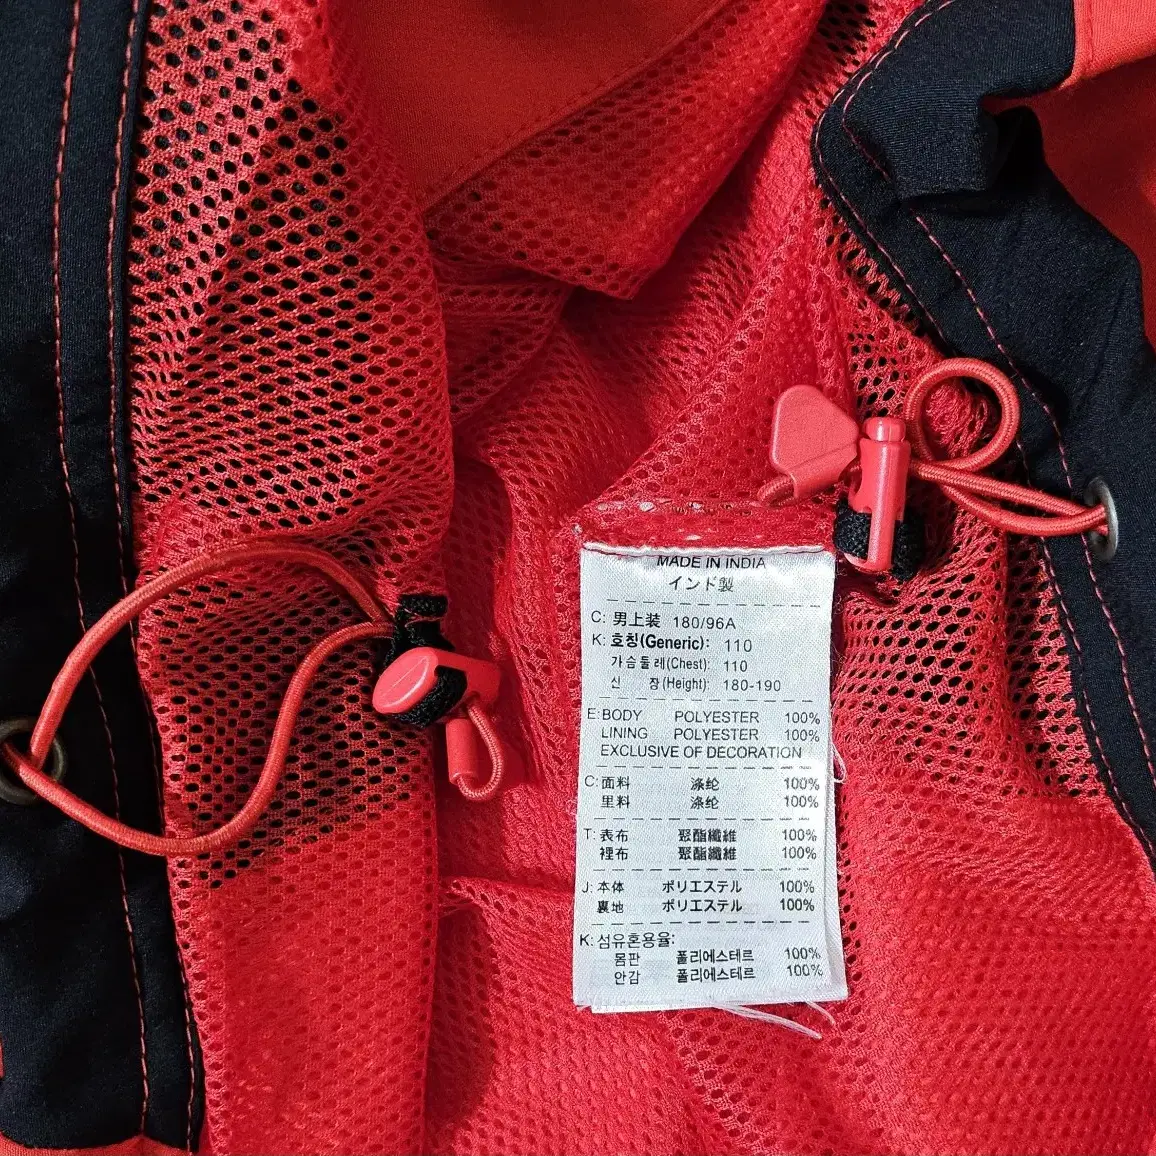 MADE IN INDIA
インド製
C: 男上装 180/96A
K: 호칭(Generic): 110
가슴둘레(Chest): 110
신 장(Height): 180-190
E: BODY POLYESTER 100%
LINING POLYESTER 100%
EXCLUSIVE OF DECORATION
C: 面料 涤纶 100%
里料 涤纶 100%
T: 表布 聚酯纖維 100%
裡布 聚酯纖維 100%
J: 本体 ポリエステル 100%
裏地 ポリエステル 100%
K: 섬유혼용율:
몸판 폴리에스테르 100%
안감 폴리에스테르 100%